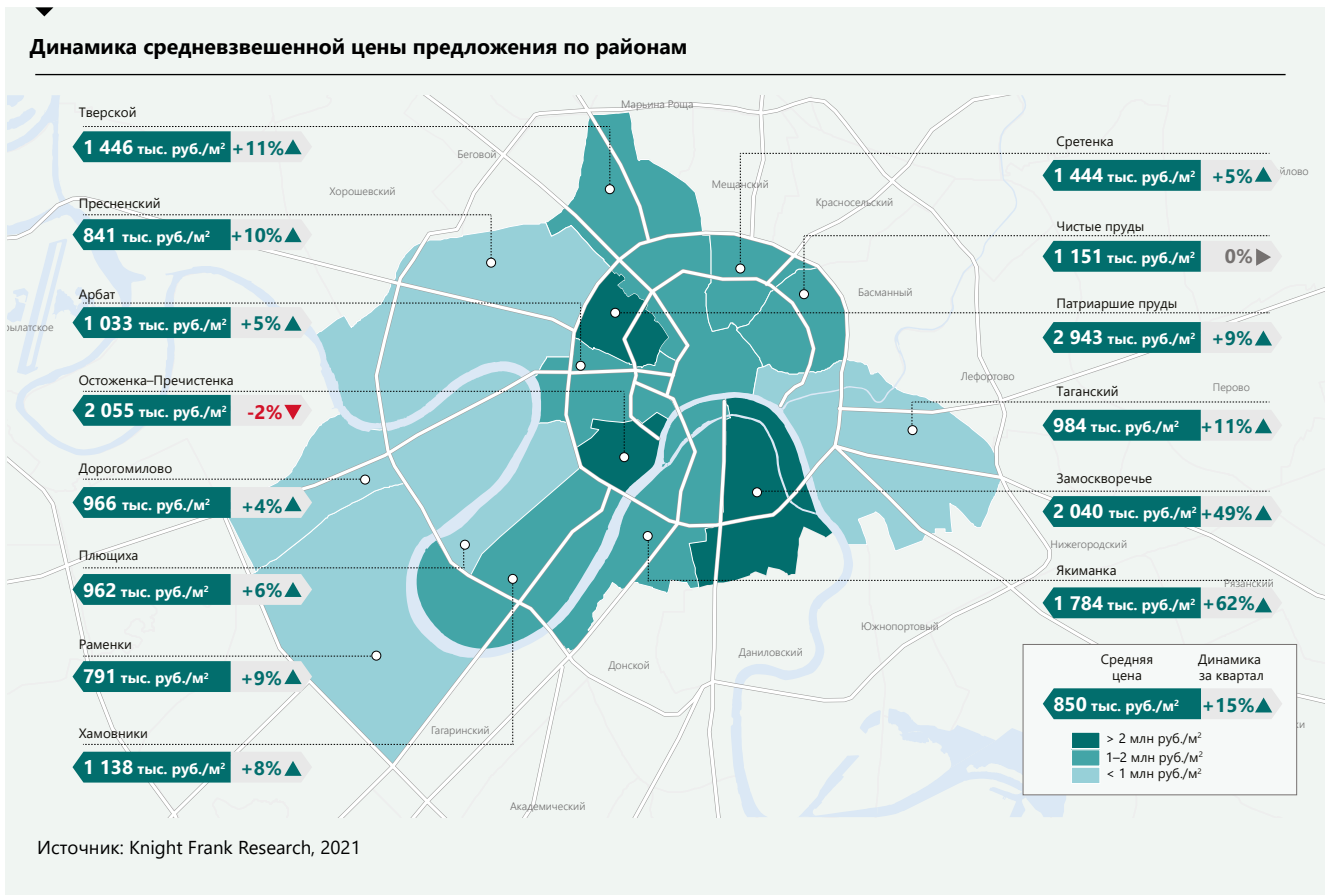 Динамика средневзвешенной цены предложения по районам
Тверской
1 446 тыс. руб./м² +11%
Пресненский
841 тыс. руб./м² +10%
Арбат
1 033 тыс. руб./м² +5%
Остоженка–Пречистенка
2 055 тыс. руб./м² -2%
Дорогомилово
966 тыс. руб./м² +4%
Плющиха
962 тыс. руб./м² +6%
Раменки
791 тыс. руб./м² +9%
Хамовники
1 138 тыс. руб./м² +8%
Марьина Роща
Беговой
Хорошевский
Мещанский
Красносельский
Басманный
Лефортово
Перово
Нижегородский
Рязанский
Южнопортовый
Даниловский
Донской
Гагаринский
Академический
рылатское
йлово
ки
Сретенка
1 444 тыс. руб./м² +5%
Чистые пруды
1 151 тыс. руб./м² 0%
Патриаршие пруды
2 943 тыс. руб./м² +9%
Таганский
984 тыс. руб./м² +11%
Замоскворечье
2 040 тыс. руб./м² +49%
Якиманка
1 784 тыс. руб./м² +62%
Средняя цена
Динамика за квартал
850 тыс. руб./м² +15%
> 2 млн руб./м²
1–2 млн руб./м²
< 1 млн руб./м²
Источник: Knight Frank Research, 2021